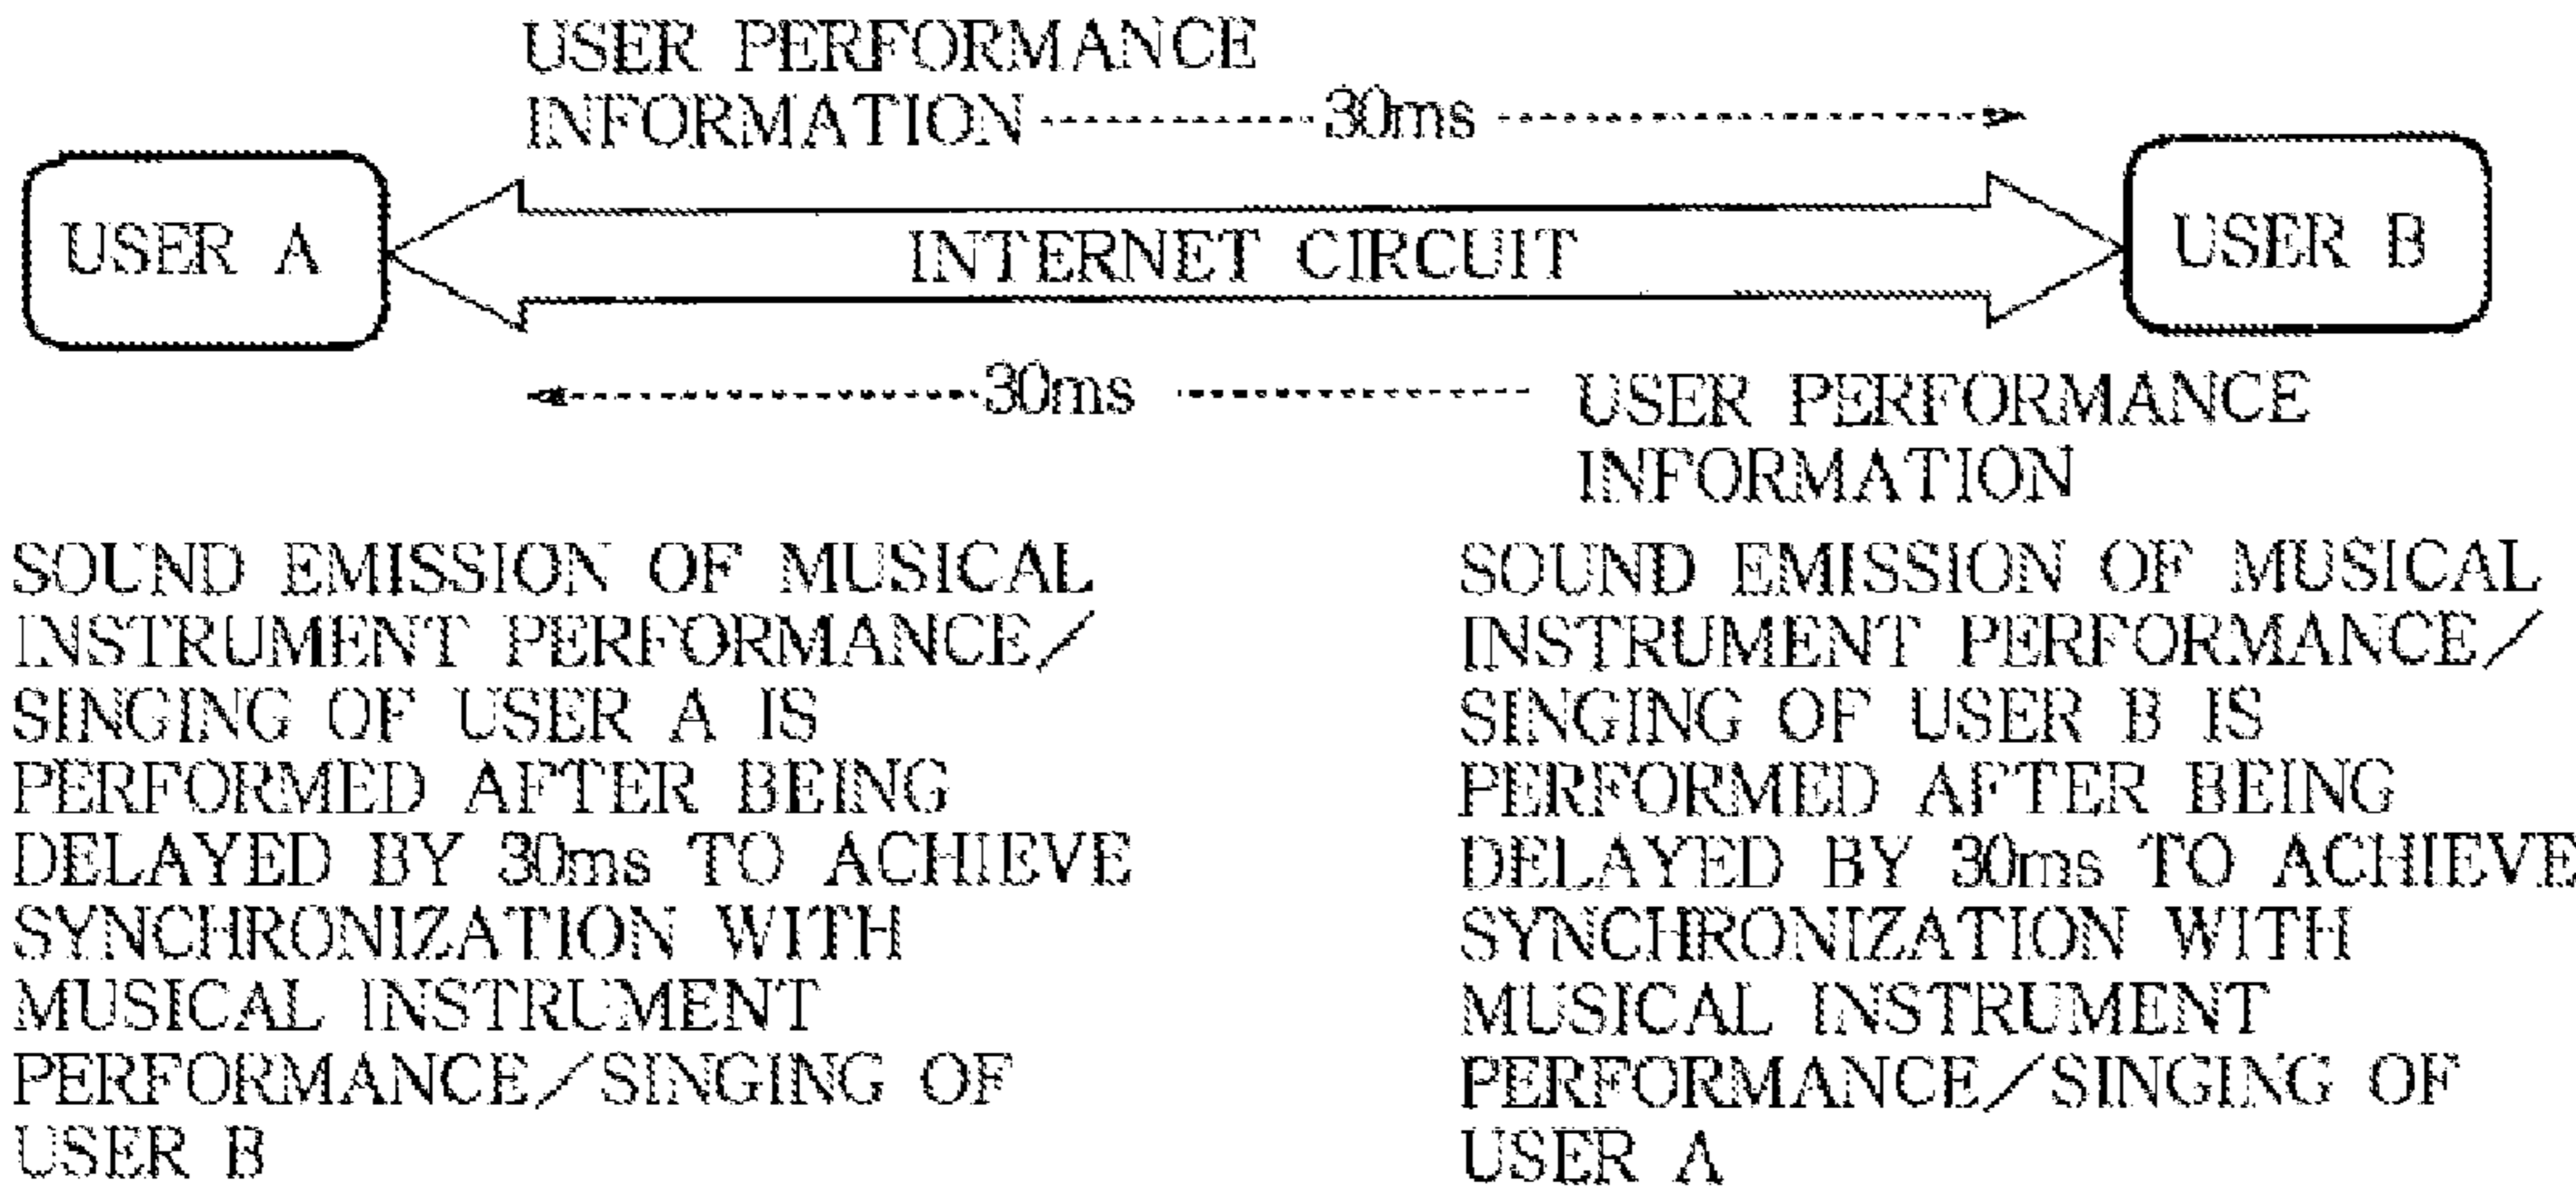 USER PERFORMANCE
INFORMATION 30ms
USER A
INTERNET CIRCUIT
USER B
30ms
USER PERFORMANCE
INFORMATION
SOUND EMISSION OF MUSICAL
INSTRUMENT PERFORMANCE/
SINGING OF USER A IS
PERFORMED AFTER BEING
DELAYED BY 30ms TO ACHIEVE
SYNCHRONIZATION WITH
MUSICAL INSTRUMENT
PERFORMANCE/SINGING OF
USER B
SOUND EMISSION OF MUSICAL
INSTRUMENT PERFORMANCE/
SINGING OF USER B IS
PERFORMED AFTER BEING
DELAYED BY 30ms TO ACHIEVE
SYNCHRONIZATION WITH
MUSICAL INSTRUMENT
PERFORMANCE/SINGING OF
USER A